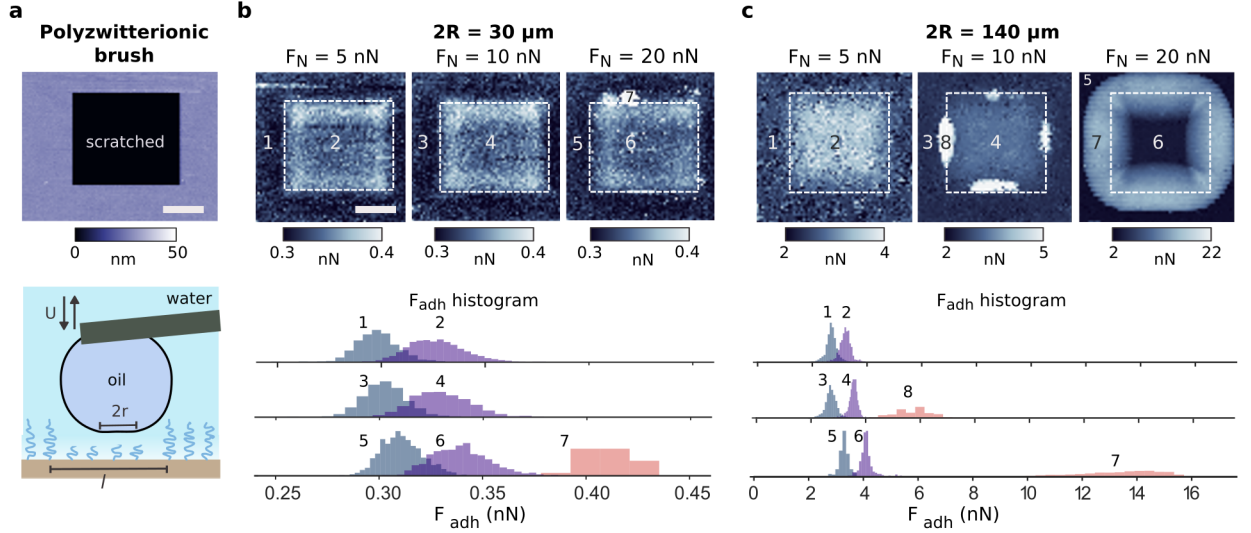 a
Polyzwitterionic
brush
scratched
0
50
nm
water
U
oil
2r
l
b
2R = 30 µm
F_N = 5 nN
F_N = 10 nN
F_N = 20 nN
1
2
3
4
5
6
7
0.3
0.4
nN
0.3
0.4
nN
0.3
0.4
nN
F_adh histogram
1
2
3
4
5
6
7
0.25
0.30
0.35
0.40
0.45
F_adh (nN)
c
2R = 140 µm
F_N = 5 nN
F_N = 10 nN
F_N = 20 nN
1
2
3
8
4
5
7
6
2
4
nN
2
5
nN
2
22
nN
F_adh histogram
1
2
3
4
8
5
6
7
0
2
4
6
8
10
12
14
16
F_adh (nN)